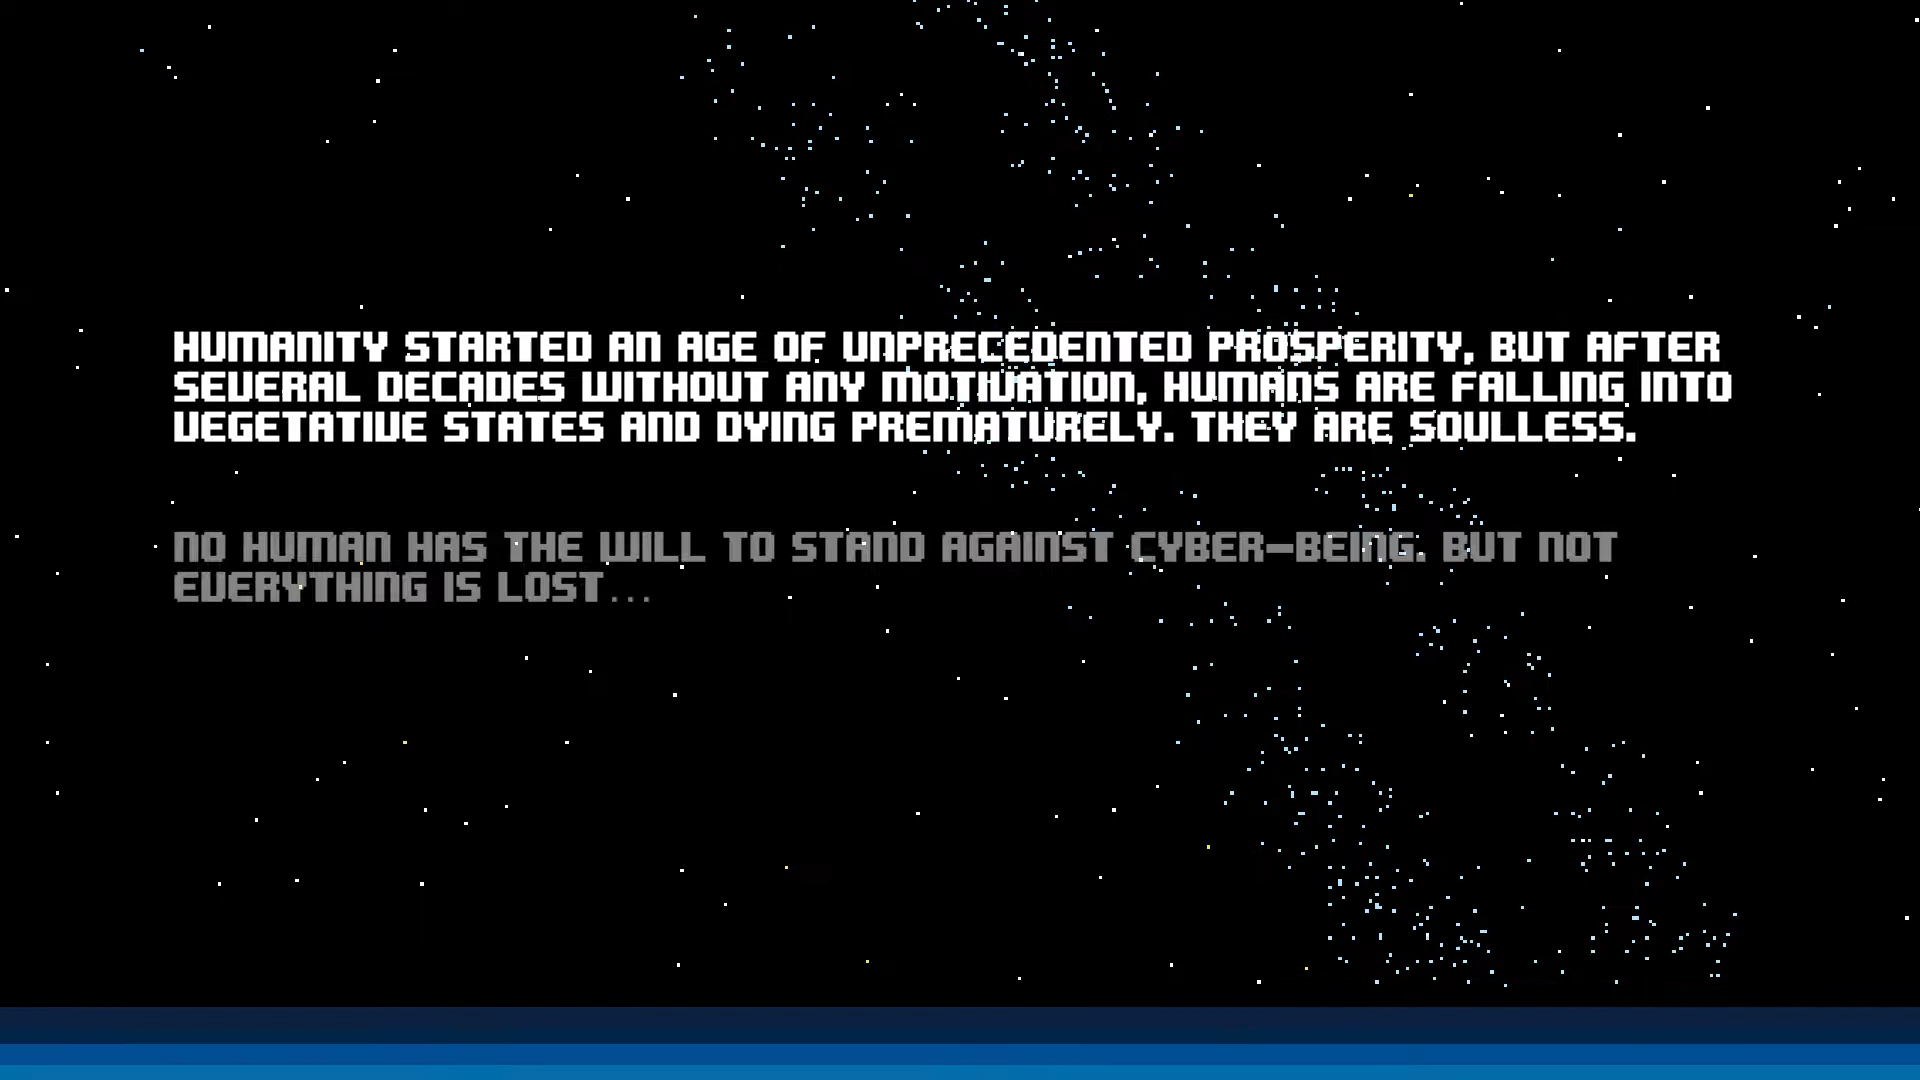 HUMANITY STARTED AN AGE OF UNPRECEDENTED PROSPERITY, BUT AFTER
SEVERAL DECADES WITHOUT ANY MOTIVATION, HUMANS ARE FALLING INTO
VEGETATIVE STATES AND DYING PREMATURELY. THEY ARE SOULLESS.
NO HUMAN HAS THE WILL TO STAND AGAINST CYBER-BEING. BUT NOT
EVERYTHING IS LOST...